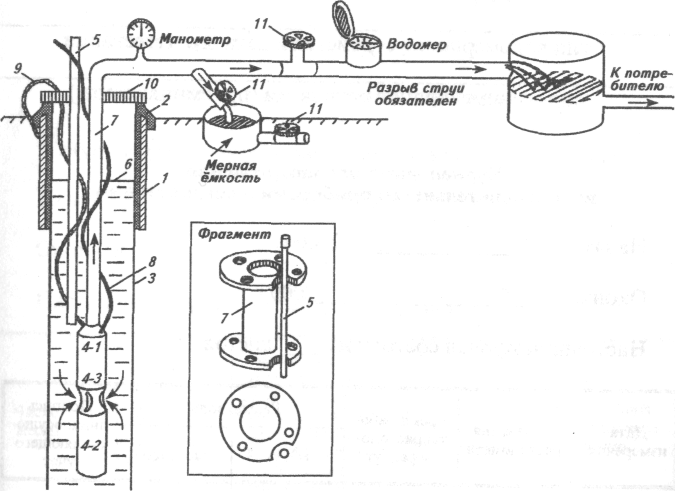 5
Манометр
11
Водомер
9
10
2
11
К потре-
бителю
Разрыв струи
обязателен
7
11
Мерная
ёмкость
6
1
Фрагмент
8
3
7
5
4-1
4-3
4-2